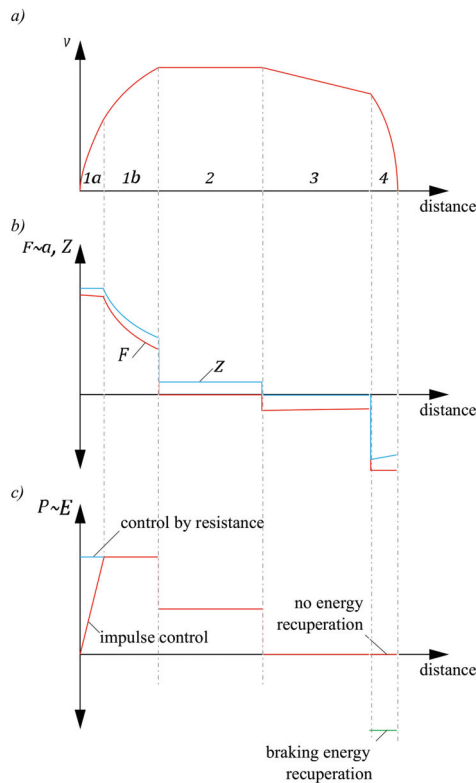 a)
v
1a 1b 2 3 4
distance
b)
F~a, Z
F
Z
distance
c)
P~E
control by resistance
no energy
recuperation
impulse control
distance
braking energy
recuperation